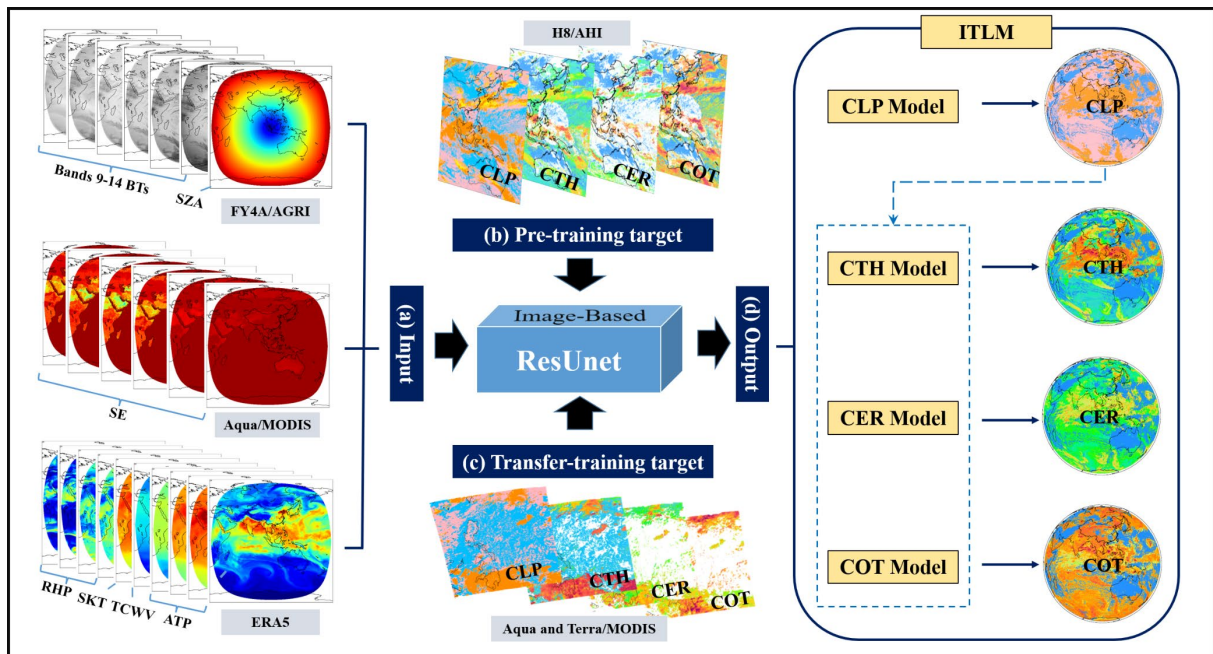 Bands 9-14 BTs
SZA
FY4A/AGRI
SE
Aqua/MODIS
RHP
SKT
TCWV
ATP
ERA5
(a) Input
H8/AHI
CLP
CTH
CER
COT
(b) Pre-training target
Image-Based
ResUnet
(c) Transfer-training target
CLP
CTH
CER
COT
Aqua and Terra/MODIS
(d) Output
ITLM
CLP Model
CLP
CTH Model
CTH
CER Model
CER
COT Model
COT